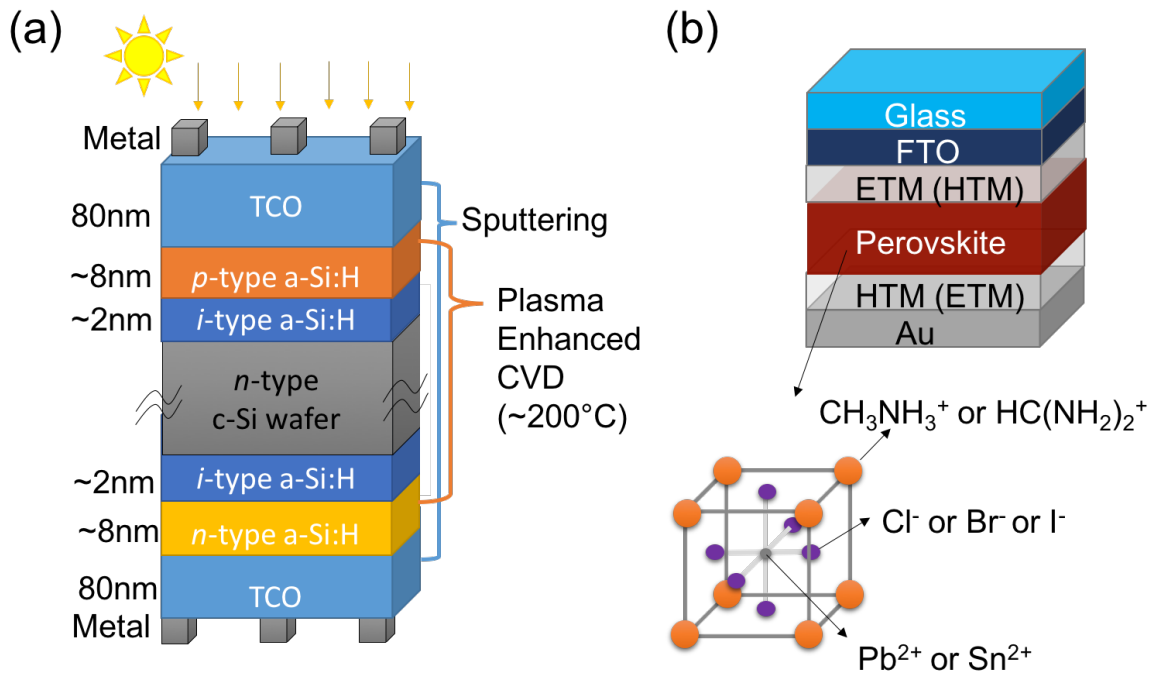 (a)
Metal
TCO
80nm
Sputtering
p-type a-Si:H
~8nm
i-type a-Si:H
~2nm
Plasma
Enhanced
CVD
(~200°C)
n-type
c-Si wafer
i-type a-Si:H
~2nm
n-type a-Si:H
~8nm
80nm
TCO
Metal
(b)
Glass
FTO
ETM (HTM)
Perovskite
HTM (ETM)
Au
CH₃NH₃⁺ or HC(NH₂)₂⁺
Cl⁻ or Br⁻ or I⁻
Pb²⁺ or Sn²⁺